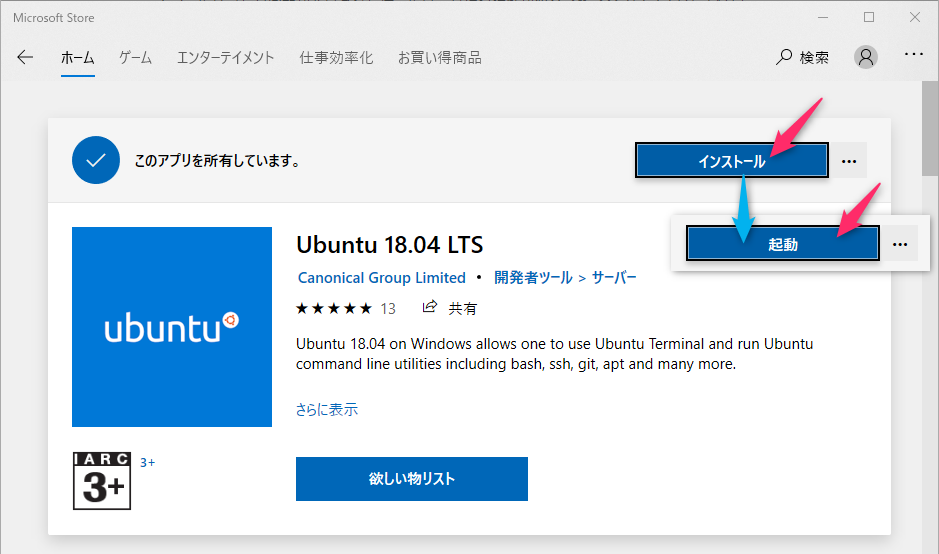 Microsoft Store
ホーム ゲーム エンターテイメント 仕事効率化 お買い得商品 検索
このアプリを所有しています。
インストール
起動
Ubuntu 18.04 LTS
Canonical Group Limited • 開発者ツール > サーバー
★★★★★ 13 共有
Ubuntu 18.04 on Windows allows one to use Ubuntu Terminal and run Ubuntu
command line utilities including bash, ssh, git, apt and many more.
さらに表示
ubuntu
IARC
3+
3+
欲しい物リスト